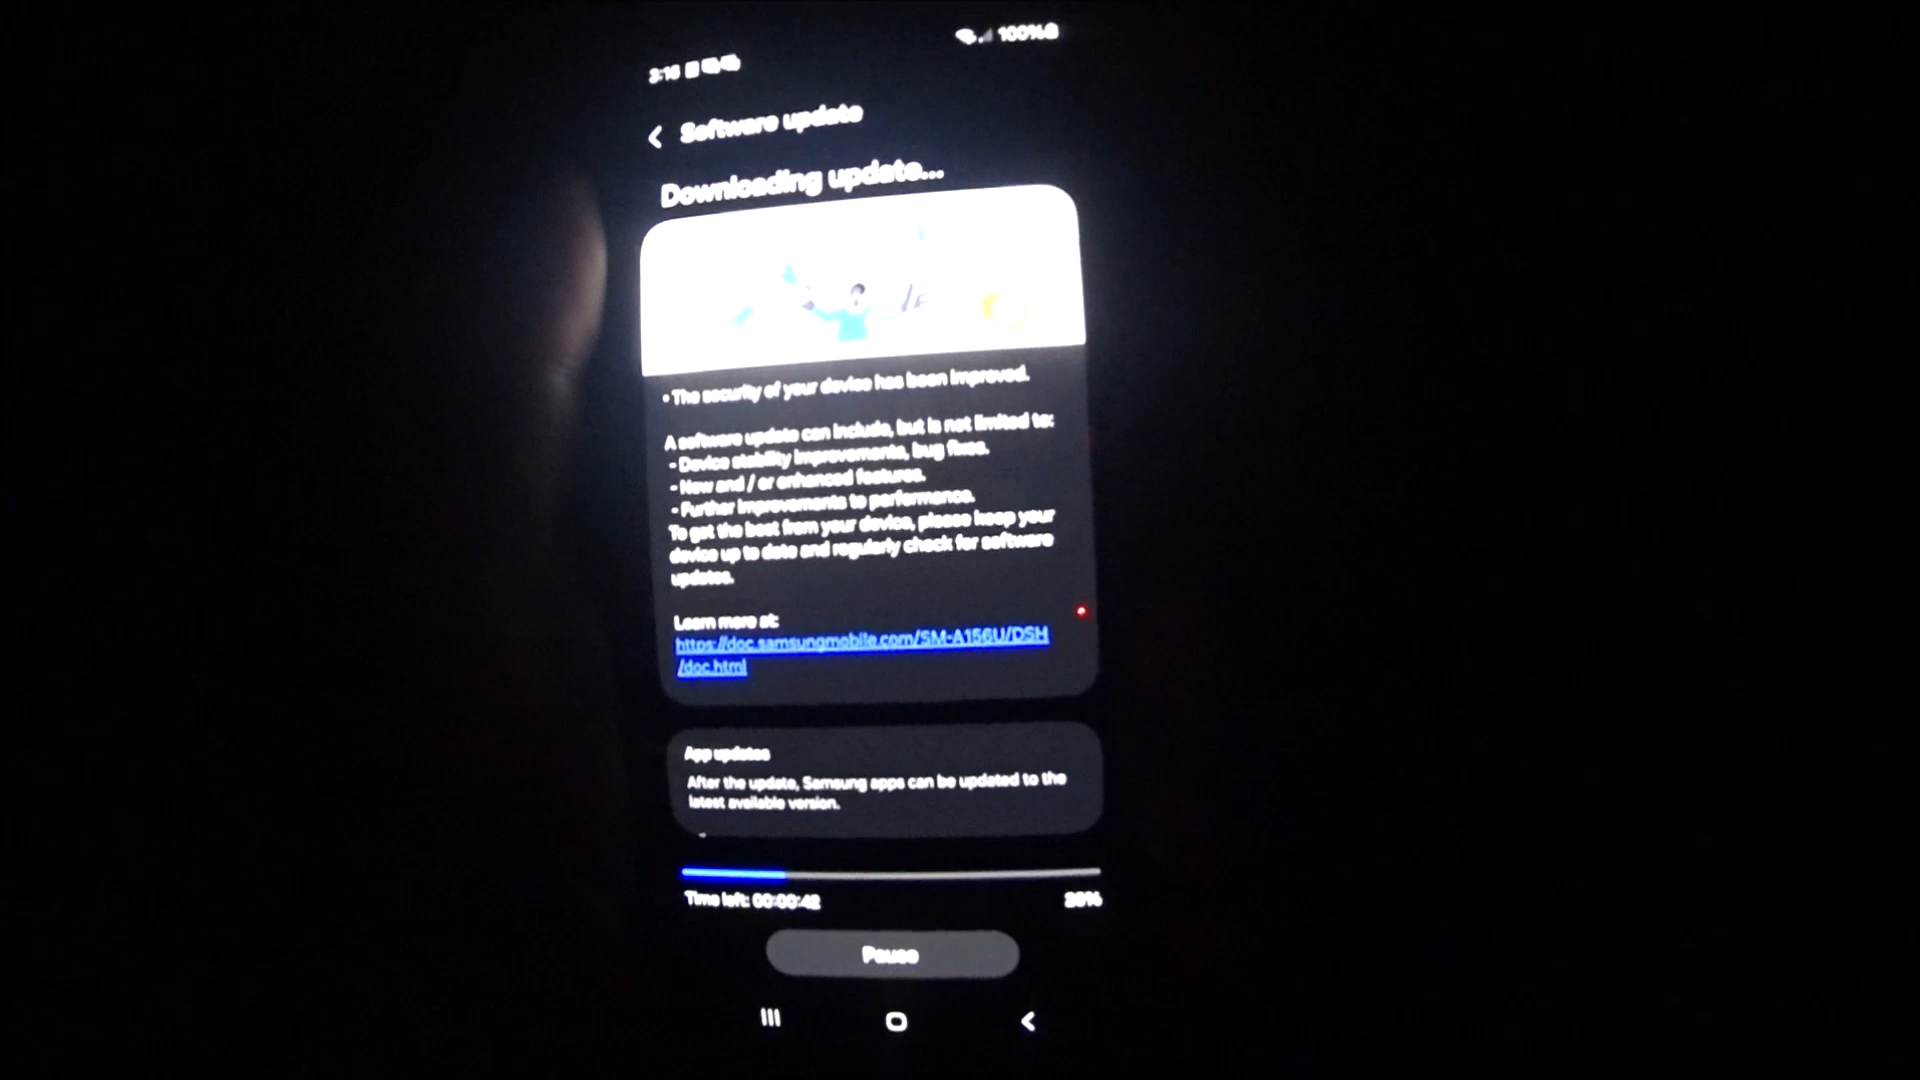 100%
3:16
Software update
Downloading update...
• The security of your device has been improved.
A software update can include, but is not limited to:
- Device stability improvements, bug fixes.
- New and / or enhanced features.
- Further improvements to performance.
To get the best from your device, please keep your
device up to date and regularly check for software
updates.
Learn more at:
https://doc.samsungmobile.com/SM-A156U/DSH
/doc.html
App updates
After the update, Samsung apps can be updated to the
latest available version.
Time left: 00:00:42
Pause